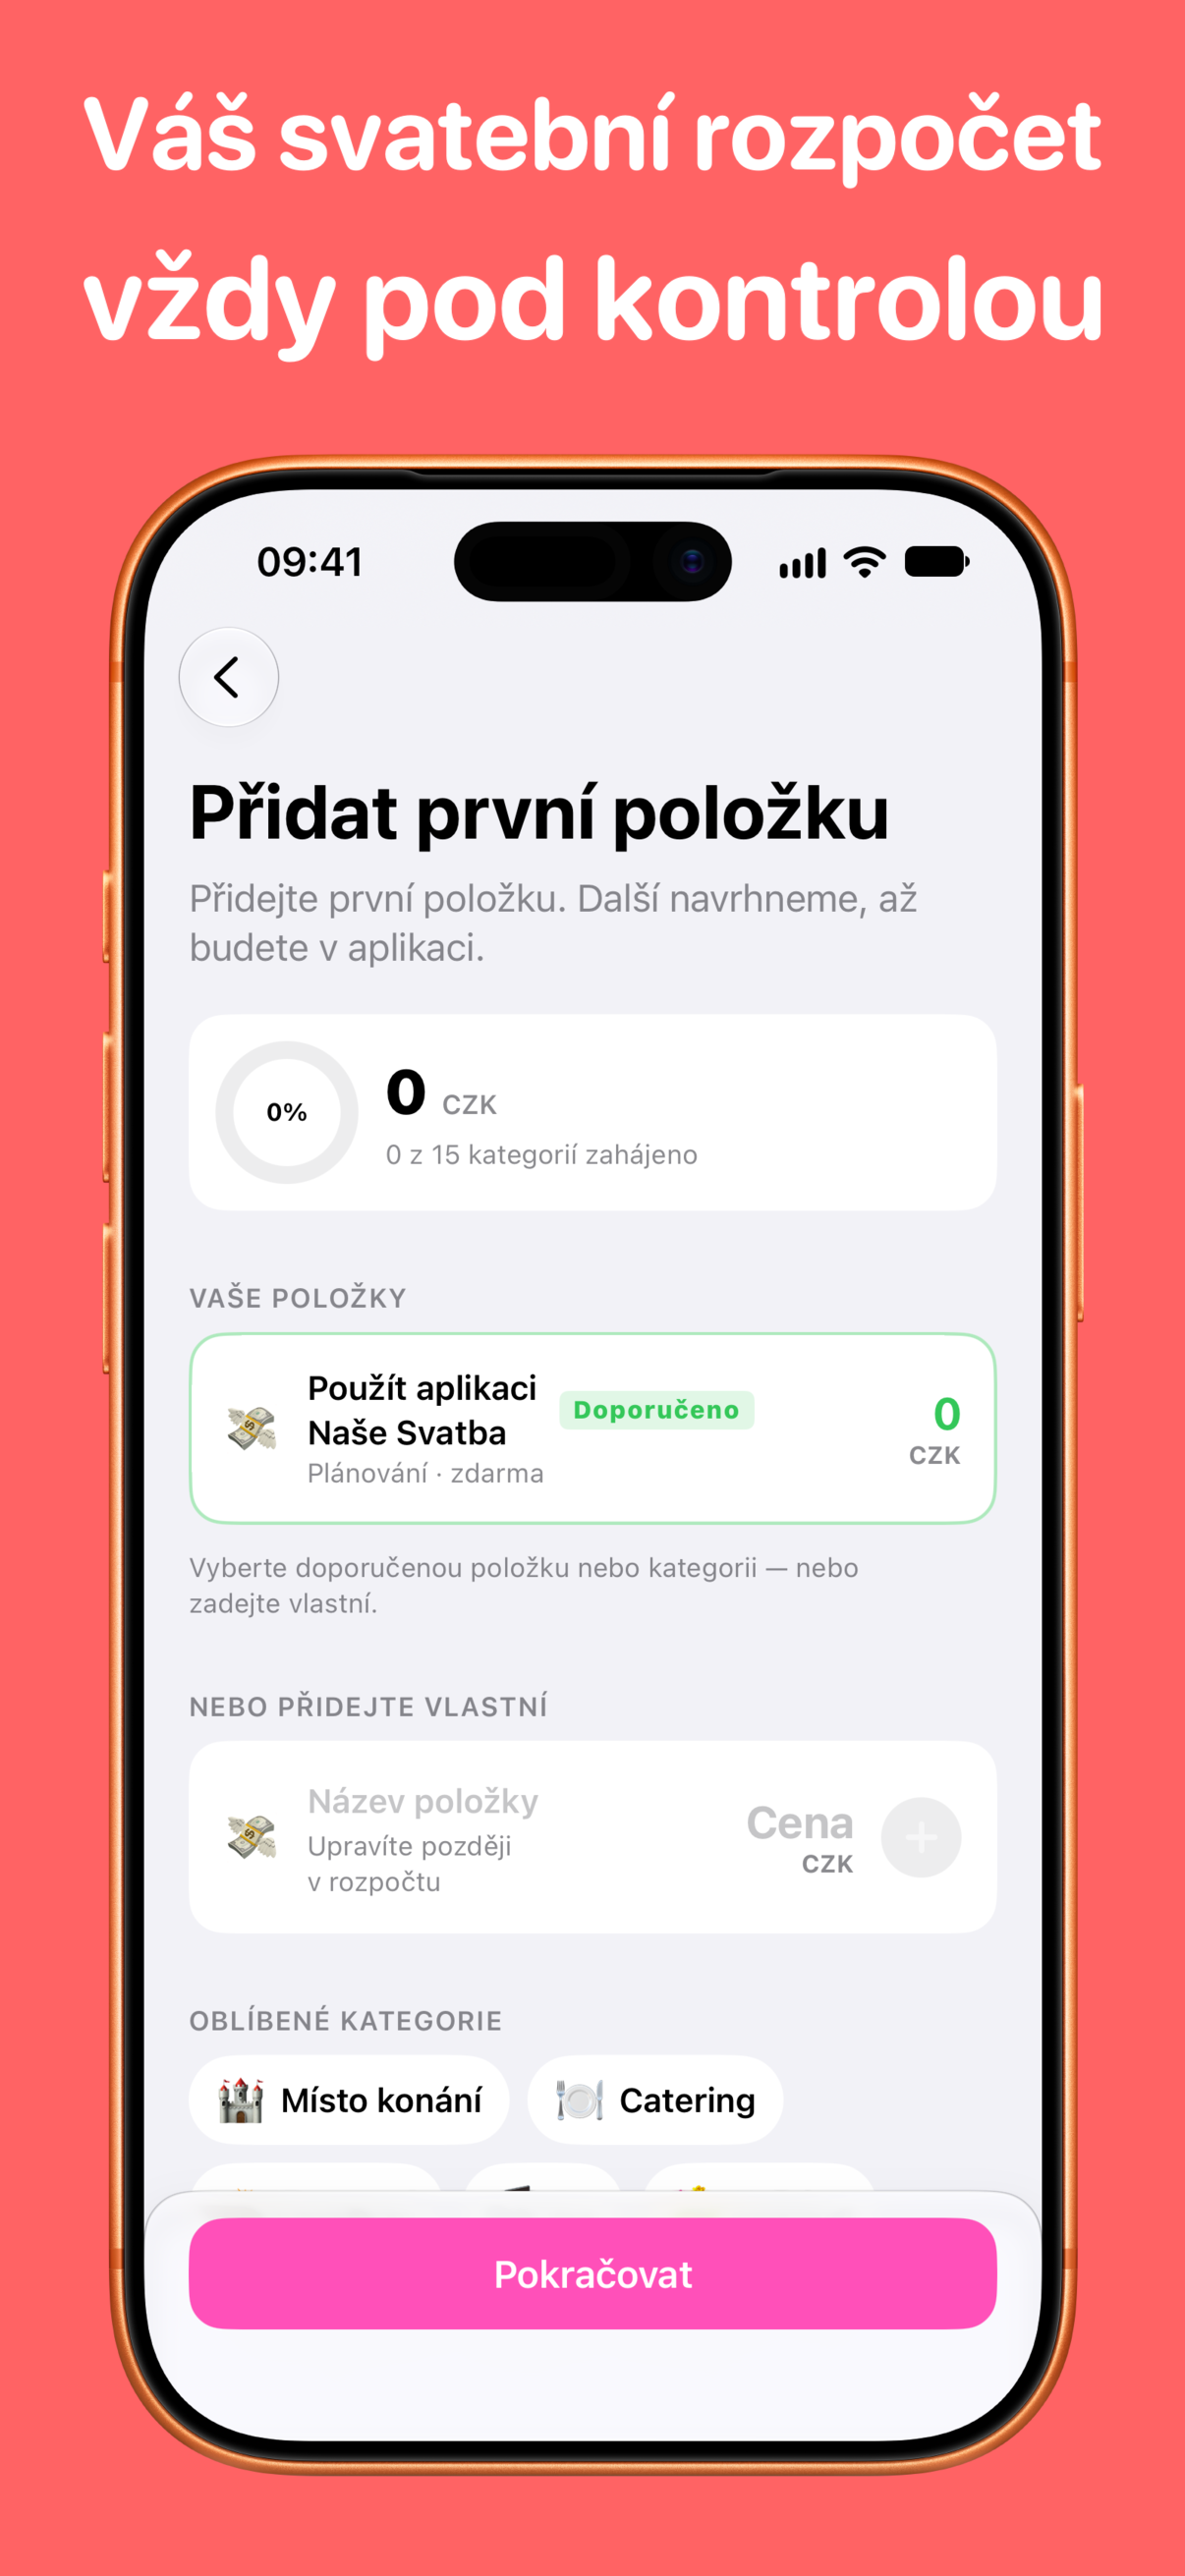 Váš svatební rozpočet
vždy pod kontrolou
09:41
Přidat první položku
Přidejte první položku. Další navrhneme, až
budete v aplikaci.
0%
0 CZK
0 z 15 kategorií zahájeno
VAŠE POLOŽKY
Použít aplikaci
Naše Svatba
Doporučeno
Plánování · zdarma
0
CZK
Vyberte doporučenou položku nebo kategorii — nebo
zadejte vlastní.
NEBO PŘIDEJTE VLASTNÍ
Název položky
Upravíte později
v rozpočtu
Cena
CZK
OBLÍBENÉ KATEGORIE
Místo konání
Catering
Pokračovat